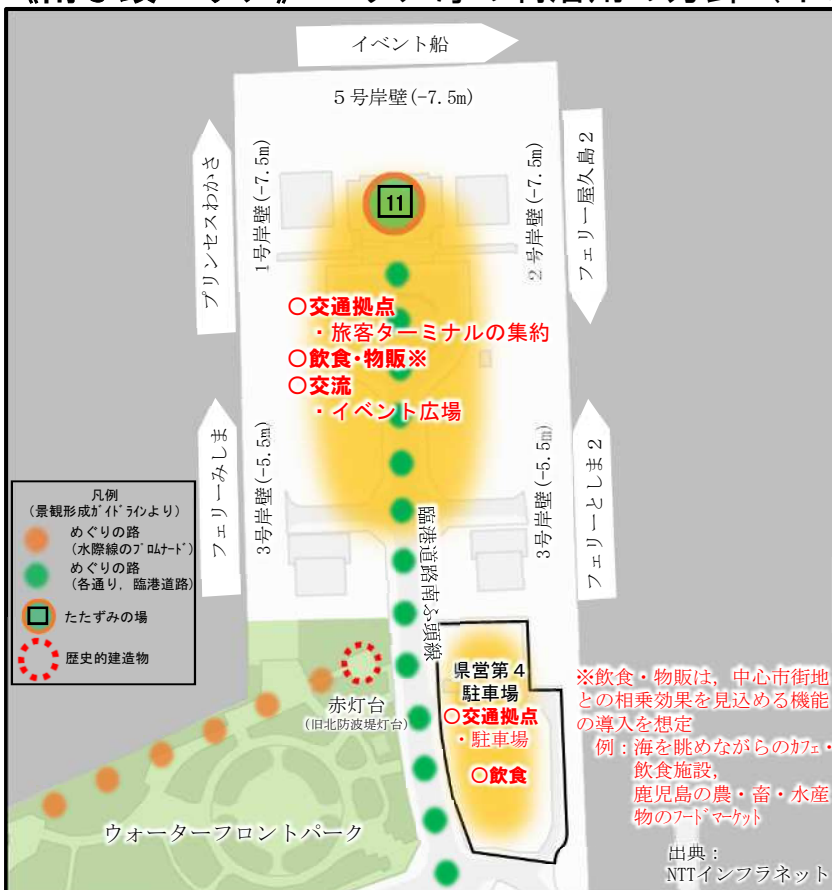 イベント船
5号岸壁(-7.5m)
プリンセスわかさ
1号岸壁(-7.5m)
2号岸壁(-7.5m)
フェリー屋久島2
11
○交通拠点
・旅客ターミナルの集約
○飲食・物販※
○交流
・イベント広場
フェリーみしま
3号岸壁(-5.5m)
3号岸壁(-5.5m)
フェリーとしま2
凡例
(景観形成ガイドラインより)
めぐりの路
(水際線のプロムナード)
めぐりの路
(各通り，臨港道路)
たたずみの場
歴史的建造物
臨港道路南ふ頭線
赤灯台
(旧北防波堤灯台)
県営第4
駐車場
○交通拠点
・駐車場
○飲食
ウォーターフロントパーク
※飲食・物販は，中心市街地
との相乗効果を見込める機能
の導入を想定
例：海を眺めながらのカフェ・
飲食施設，
鹿児島の農・畜・水産
物のフードマーケット
出典：
NTTインフラネット